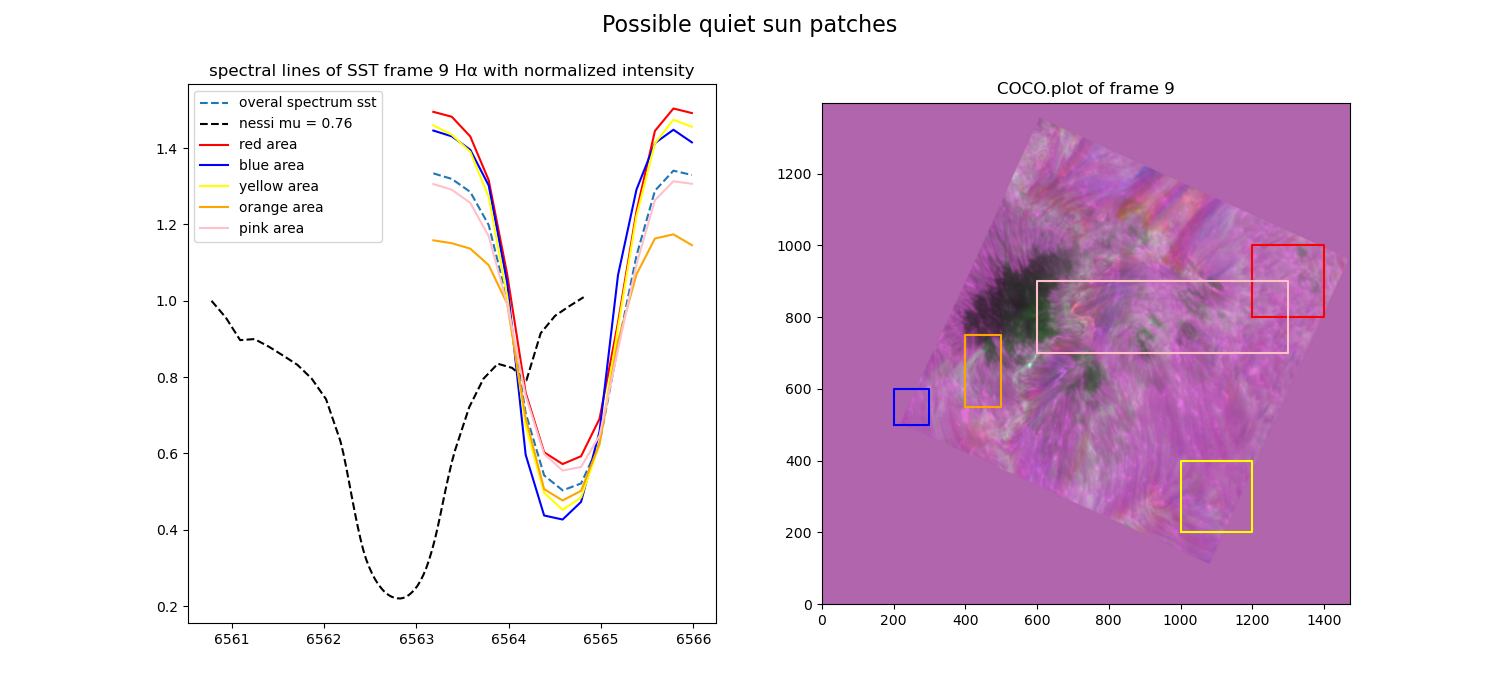 Possible quiet sun patches
spectral lines of SST frame 9 Hα with normalized intensity
overal spectrum sst
nessi mu = 0.76
red area
blue area
yellow area
orange area
pink area
1.4
1.2
1.0
0.8
0.6
0.4
0.2
6561 6562 6563 6564 6565 6566
COCO.plot of frame 9
1200
1000
800
600
400
200
0
0 200 400 600 800 1000 1200 1400